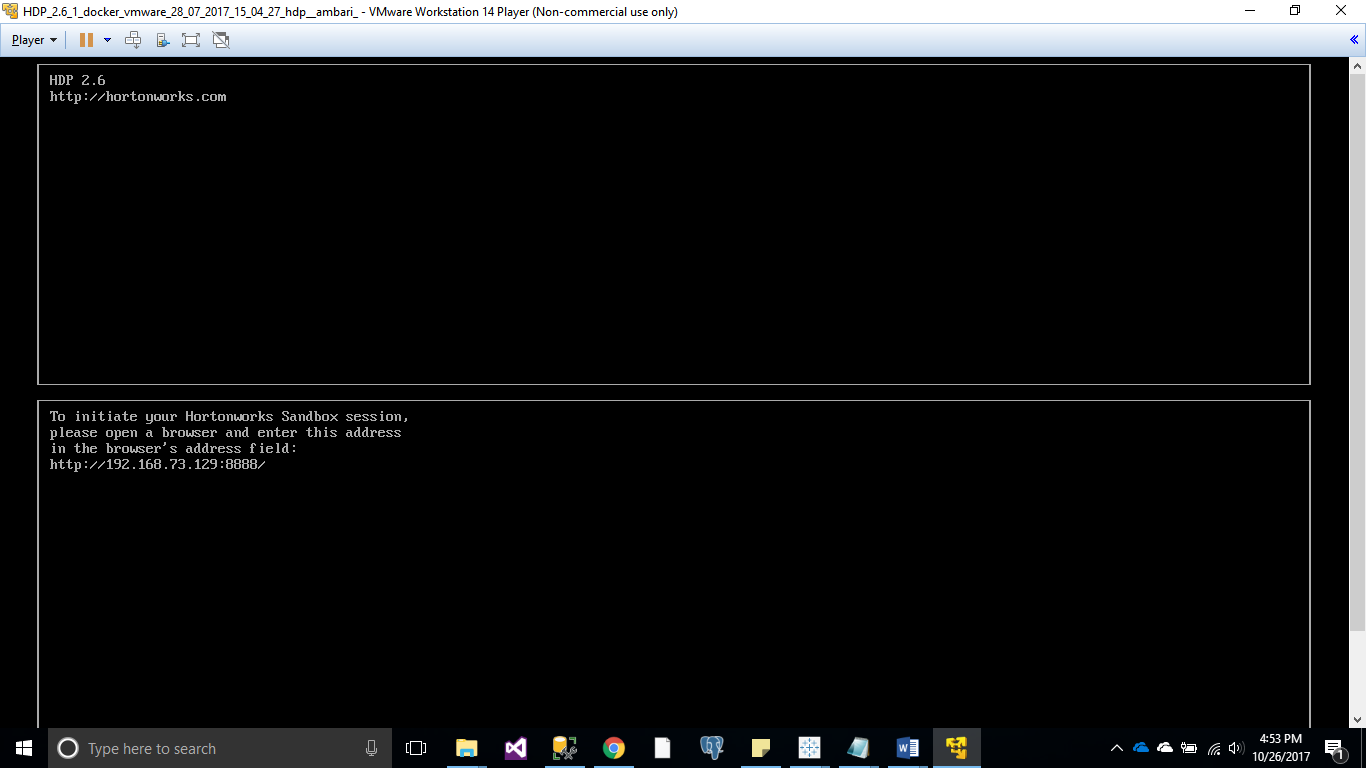 HDP_2.6_1_docker_vmware_28_07_2017_15_04_27_hdp__ambari_ - VMware Workstation 14 Player (Non-commercial use only)
Player
HDP 2.6
http://hortonworks.com
To initiate your Hortonworks Sandbox session,
please open a browser and enter this address
in the browser's address field:
http://192.168.73.129:8888/
Type here to search
4:53 PM
10/26/2017
1